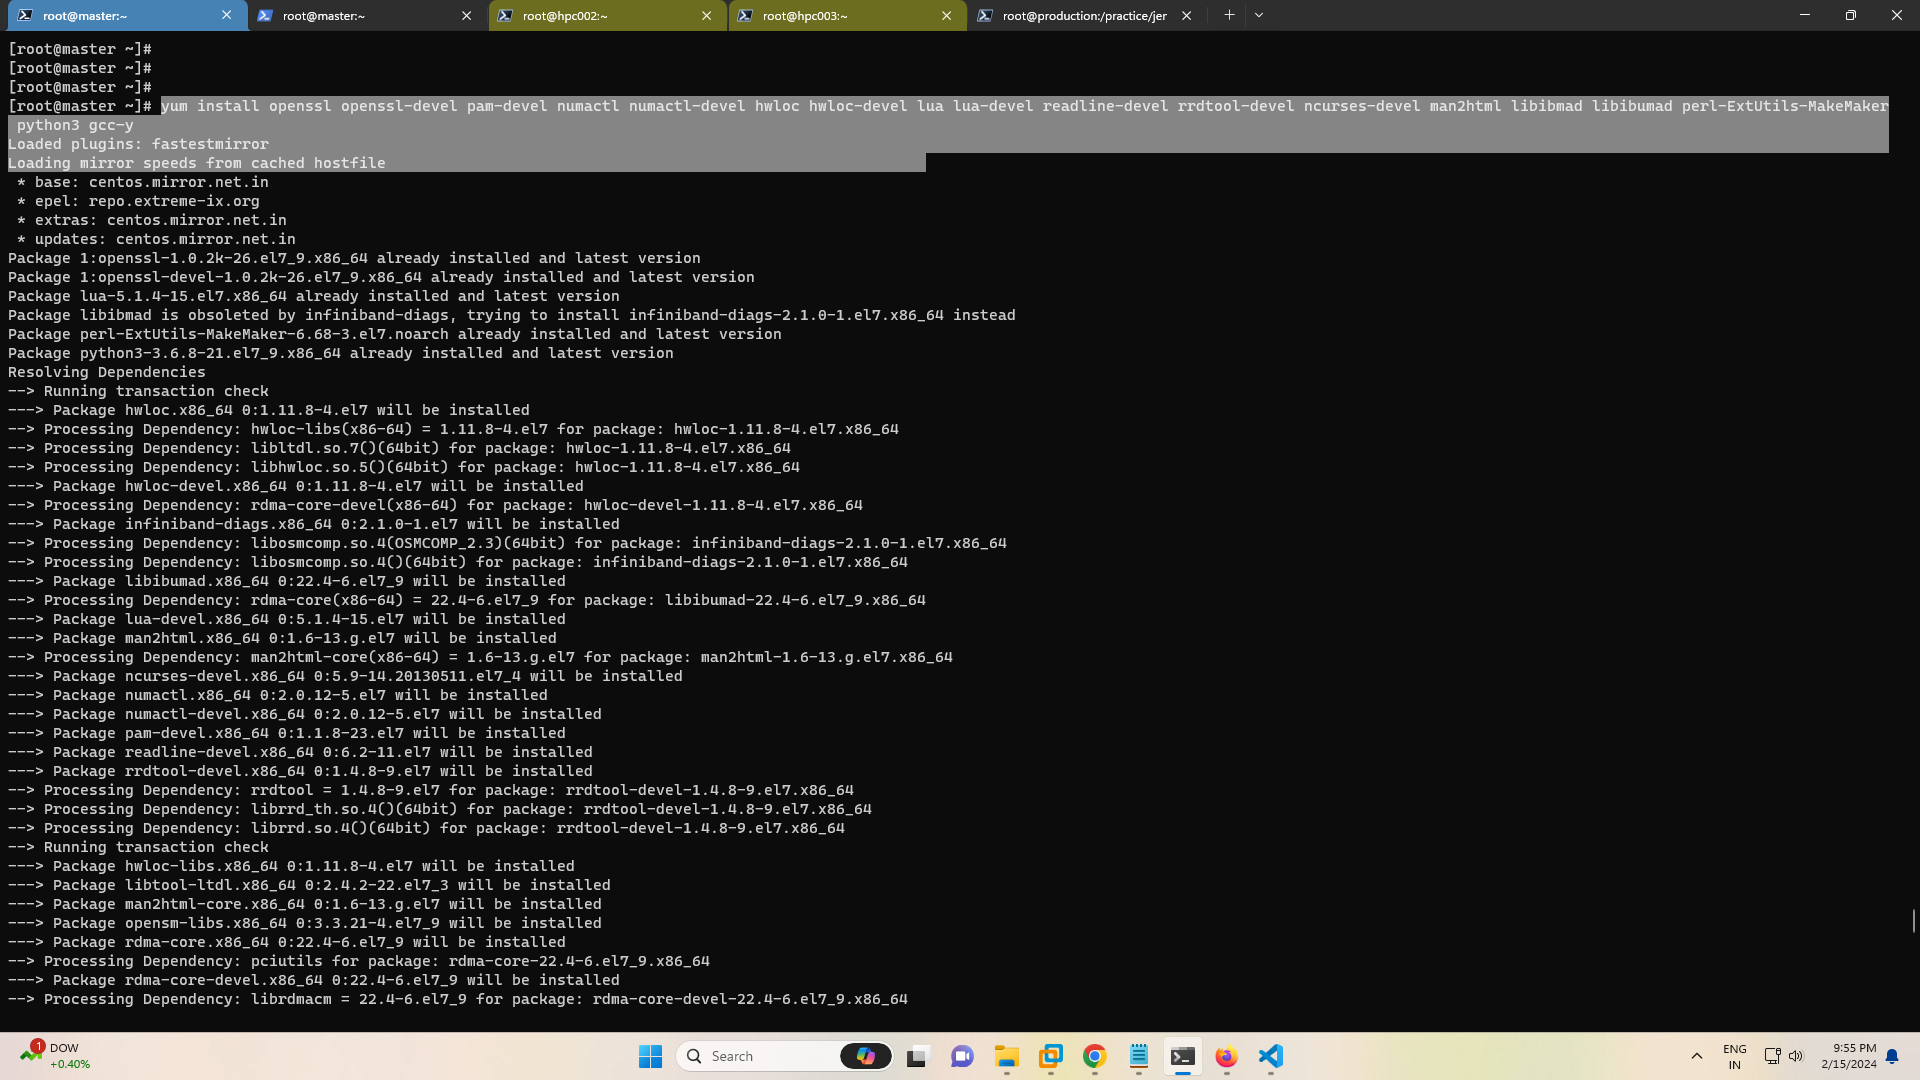 root@master:~
root@master:~
root@hpc002:~
root@hpc003:~
root@production:/practice/jer
[root@master ~]#
[root@master ~]#
[root@master ~]#
[root@master ~]# yum install openssl openssl-devel pam-devel numactl numactl-devel hwloc hwloc-devel lua lua-devel readline-devel rrdtool-devel ncurses-devel man2html libibmad libibumad perl-ExtUtils-MakeMaker
python3 gcc-y
Loaded plugins: fastestmirror
Loading mirror speeds from cached hostfile
* base: centos.mirror.net.in
* epel: repo.extreme-ix.org
* extras: centos.mirror.net.in
* updates: centos.mirror.net.in
Package 1:openssl-1.0.2k-26.el7_9.x86_64 already installed and latest version
Package 1:openssl-devel-1.0.2k-26.el7_9.x86_64 already installed and latest version
Package lua-5.1.4-15.el7.x86_64 already installed and latest version
Package libibmad is obsoleted by infiniband-diags, trying to install infiniband-diags-2.1.0-1.el7.x86_64 instead
Package perl-ExtUtils-MakeMaker-6.68-3.el7.noarch already installed and latest version
Package python3-3.6.8-21.el7_9.x86_64 already installed and latest version
Resolving Dependencies
--> Running transaction check
---> Package hwloc.x86_64 0:1.11.8-4.el7 will be installed
--> Processing Dependency: hwloc-libs(x86-64) = 1.11.8-4.el7 for package: hwloc-1.11.8-4.el7.x86_64
--> Processing Dependency: libltdl.so.7()(64bit) for package: hwloc-1.11.8-4.el7.x86_64
--> Processing Dependency: libhwloc.so.5()(64bit) for package: hwloc-1.11.8-4.el7.x86_64
---> Package hwloc-devel.x86_64 0:1.11.8-4.el7 will be installed
--> Processing Dependency: rdma-core-devel(x86-64) for package: hwloc-devel-1.11.8-4.el7.x86_64
---> Package infiniband-diags.x86_64 0:2.1.0-1.el7 will be installed
--> Processing Dependency: libosmcomp.so.4(OSMCOMP_2.3)(64bit) for package: infiniband-diags-2.1.0-1.el7.x86_64
--> Processing Dependency: libosmcomp.so.4()(64bit) for package: infiniband-diags-2.1.0-1.el7.x86_64
---> Package libibumad.x86_64 0:22.4-6.el7_9 will be installed
--> Processing Dependency: rdma-core(x86-64) = 22.4-6.el7_9 for package: libibumad-22.4-6.el7_9.x86_64
---> Package lua-devel.x86_64 0:5.1.4-15.el7 will be installed
---> Package man2html.x86_64 0:1.6-13.g.el7 will be installed
--> Processing Dependency: man2html-core(x86-64) = 1.6-13.g.el7 for package: man2html-1.6-13.g.el7.x86_64
---> Package ncurses-devel.x86_64 0:5.9-14.20130511.el7_4 will be installed
---> Package numactl.x86_64 0:2.0.12-5.el7 will be installed
---> Package numactl-devel.x86_64 0:2.0.12-5.el7 will be installed
---> Package pam-devel.x86_64 0:1.1.8-23.el7 will be installed
---> Package readline-devel.x86_64 0:6.2-11.el7 will be installed
---> Package rrdtool-devel.x86_64 0:1.4.8-9.el7 will be installed
--> Processing Dependency: rrdtool = 1.4.8-9.el7 for package: rrdtool-devel-1.4.8-9.el7.x86_64
--> Processing Dependency: librrd_th.so.4()(64bit) for package: rrdtool-devel-1.4.8-9.el7.x86_64
--> Processing Dependency: librrd.so.4()(64bit) for package: rrdtool-devel-1.4.8-9.el7.x86_64
--> Running transaction check
---> Package hwloc-libs.x86_64 0:1.11.8-4.el7 will be installed
---> Package libtool-ltdl.x86_64 0:2.4.2-22.el7_3 will be installed
---> Package man2html-core.x86_64 0:1.6-13.g.el7 will be installed
---> Package opensm-libs.x86_64 0:3.3.21-4.el7_9 will be installed
---> Package rdma-core.x86_64 0:22.4-6.el7_9 will be installed
--> Processing Dependency: pciutils for package: rdma-core-22.4-6.el7_9.x86_64
---> Package rdma-core-devel.x86_64 0:22.4-6.el7_9 will be installed
--> Processing Dependency: librdmacm = 22.4-6.el7_9 for package: rdma-core-devel-22.4-6.el7_9.x86_64
1
DOW
+0.40%
Search
ENG
IN
9:55 PM
2/15/2024